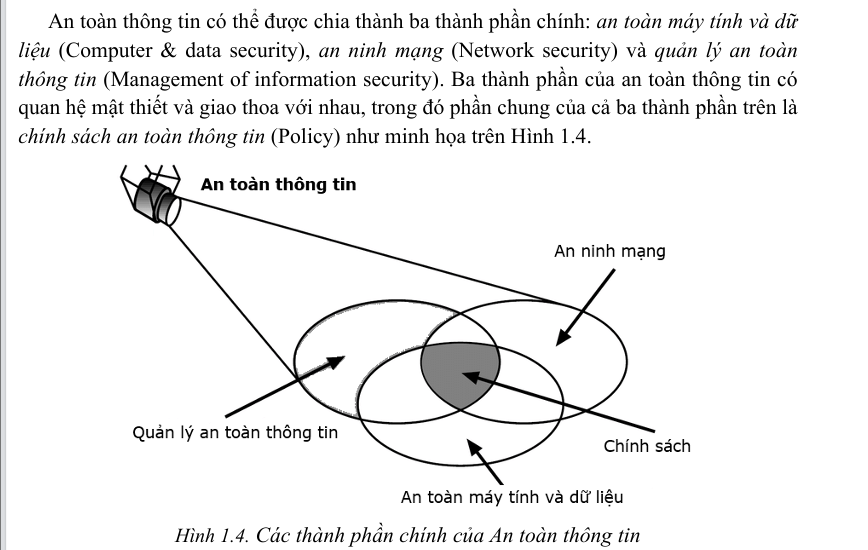 An toàn thông tin có thể được chia thành ba thành phần chính: an toàn máy tính và dữ
liệu (Computer & data security), an ninh mạng (Network security) và quản lý an toàn
thông tin (Management of information security). Ba thành phần của an toàn thông tin có
quan hệ mật thiết và giao thoa với nhau, trong đó phần chung của cả ba thành phần trên là
chính sách an toàn thông tin (Policy) như minh họa trên Hình 1.4.
An toàn thông tin
An ninh mạng
Quản lý an toàn thông tin
Chính sách
An toàn máy tính và dữ liệu
Hình 1.4. Các thành phần chính của An toàn thông tin